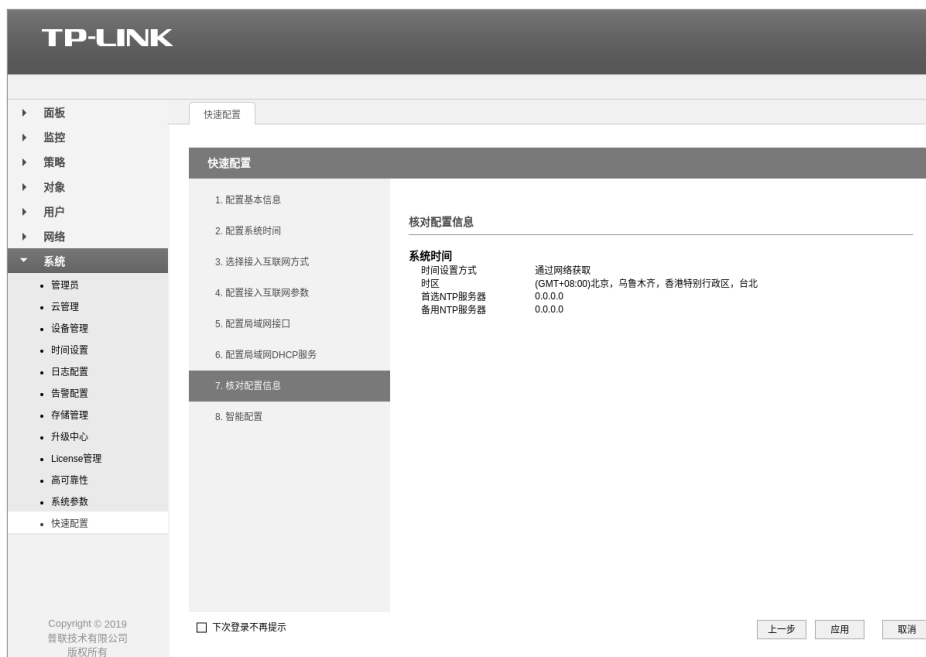 TP-LINK
面板
监控
策略
对象
用户
网络
系统
管理员
云管理
设备管理
时间设置
日志配置
告警配置
存储管理
升级中心
License管理
高可靠性
系统参数
快速配置
Copyright © 2019
普联技术有限公司
版权所有
快速配置
快速配置
1. 配置基本信息
2. 配置系统时间
3. 选择接入互联网方式
4. 配置接入互联网参数
5. 配置局域网接口
6. 配置局域网DHCP服务
7. 核对配置信息
8. 智能配置
核对配置信息
系统时间
时间设置方式 通过网络获取
时区 (GMT+08:00)北京，乌鲁木齐，香港特别行政区，台北
首选NTP服务器 0.0.0.0
备用NTP服务器 0.0.0.0
下次登录不再提示
上一步 应用 取消